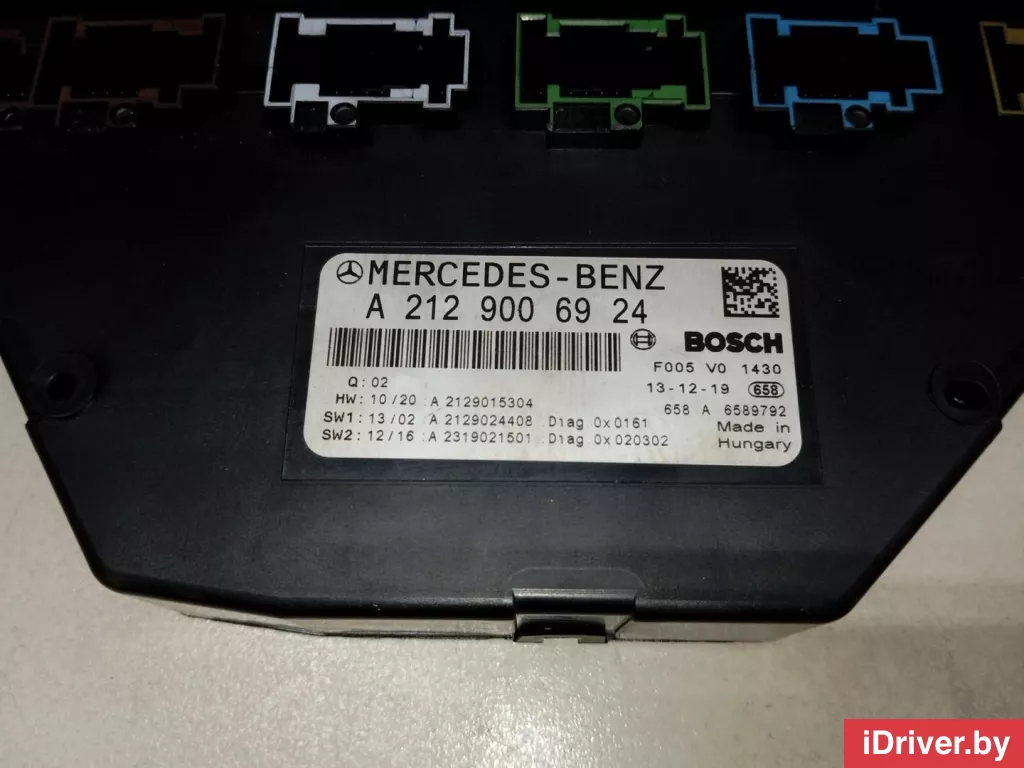 MERCEDES-BENZ
A 212 900 69 24
BOSCH
F005 V0 1430
Q: 02
13-12-19 658
HW: 10/20 :A 2129015304
658 A 6589792
SW1: 13/02 :A 2129024408 :Diag 0x0161
Made in
SW2: 12/16 :A 2319021501 :Diag 0x020302
Hungary
iDriver.by